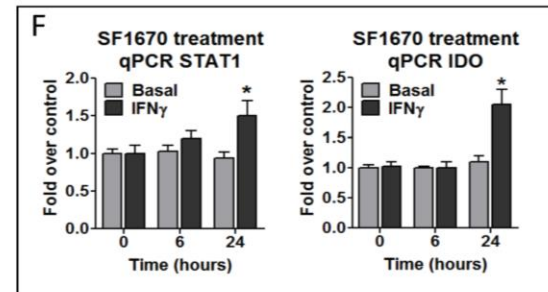 F
SF1670 treatment
qPCR STAT1
Fold over control
2.0
1.5
1.0
0.5
0.0
Basal
IFNγ
*
0 6 24
Time (hours)
SF1670 treatment
qPCR IDO
Fold over control
2.5
2.0
1.5
1.0
0.5
0.0
Basal
IFNγ
*
0 6 24
Time (hours)